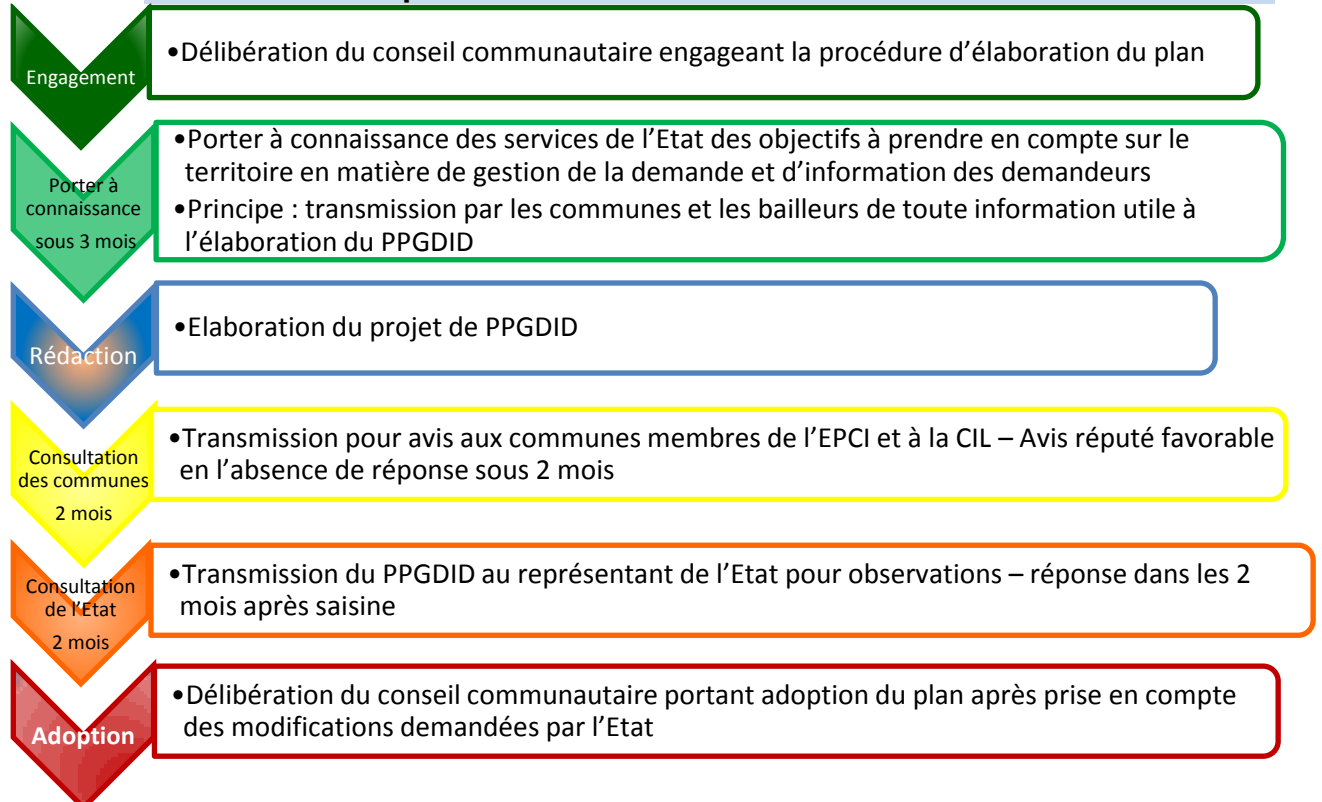 Engagement
•Délibération du conseil communautaire engageant la procédure d’élaboration du plan
Porter à
connaissance
sous 3 mois
•Porter à connaissance des services de l’Etat des objectifs à prendre en compte sur le
territoire en matière de gestion de la demande et d’information des demandeurs
•Principe : transmission par les communes et les bailleurs de toute information utile à
l’élaboration du PPGDID
Rédaction
•Elaboration du projet de PPGDID
Consultation
des communes
2 mois
•Transmission pour avis aux communes membres de l’EPCI et à la CIL – Avis réputé favorable
en l’absence de réponse sous 2 mois
Consultation
de l’Etat
2 mois
•Transmission du PPGDID au représentant de l’Etat pour observations – réponse dans les 2
mois après saisine
Adoption
•Délibération du conseil communautaire portant adoption du plan après prise en compte
des modifications demandées par l’Etat